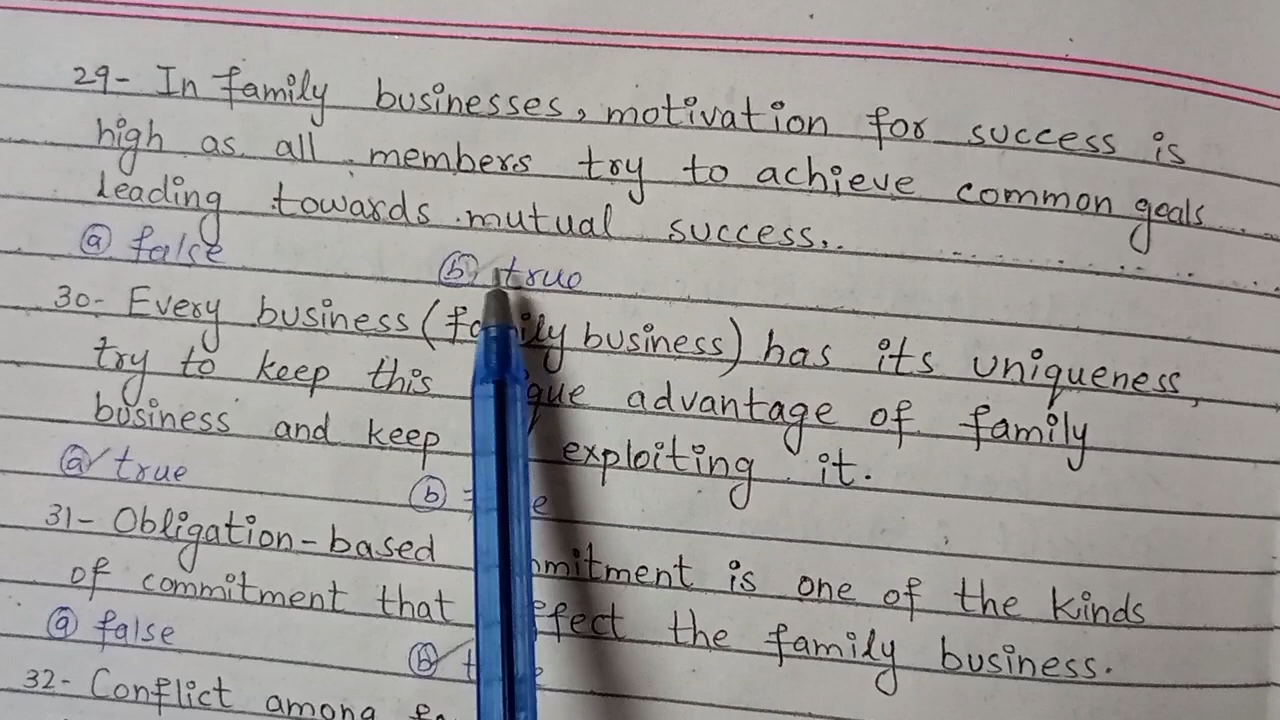 29- In family businesses, motivation for success is
high as all members try to achieve common goals
leading towards mutual success...
ⓐ false ⓑ true
30- Every business (family business) has its uniqueness,
try to keep this advantage of family
business and keep exploiting it.
ⓐ true ⓑ
31- Obligation-based commitment is one of the kinds
of commitment that the family business.
ⓐ false ⓑ
32- Conflict among